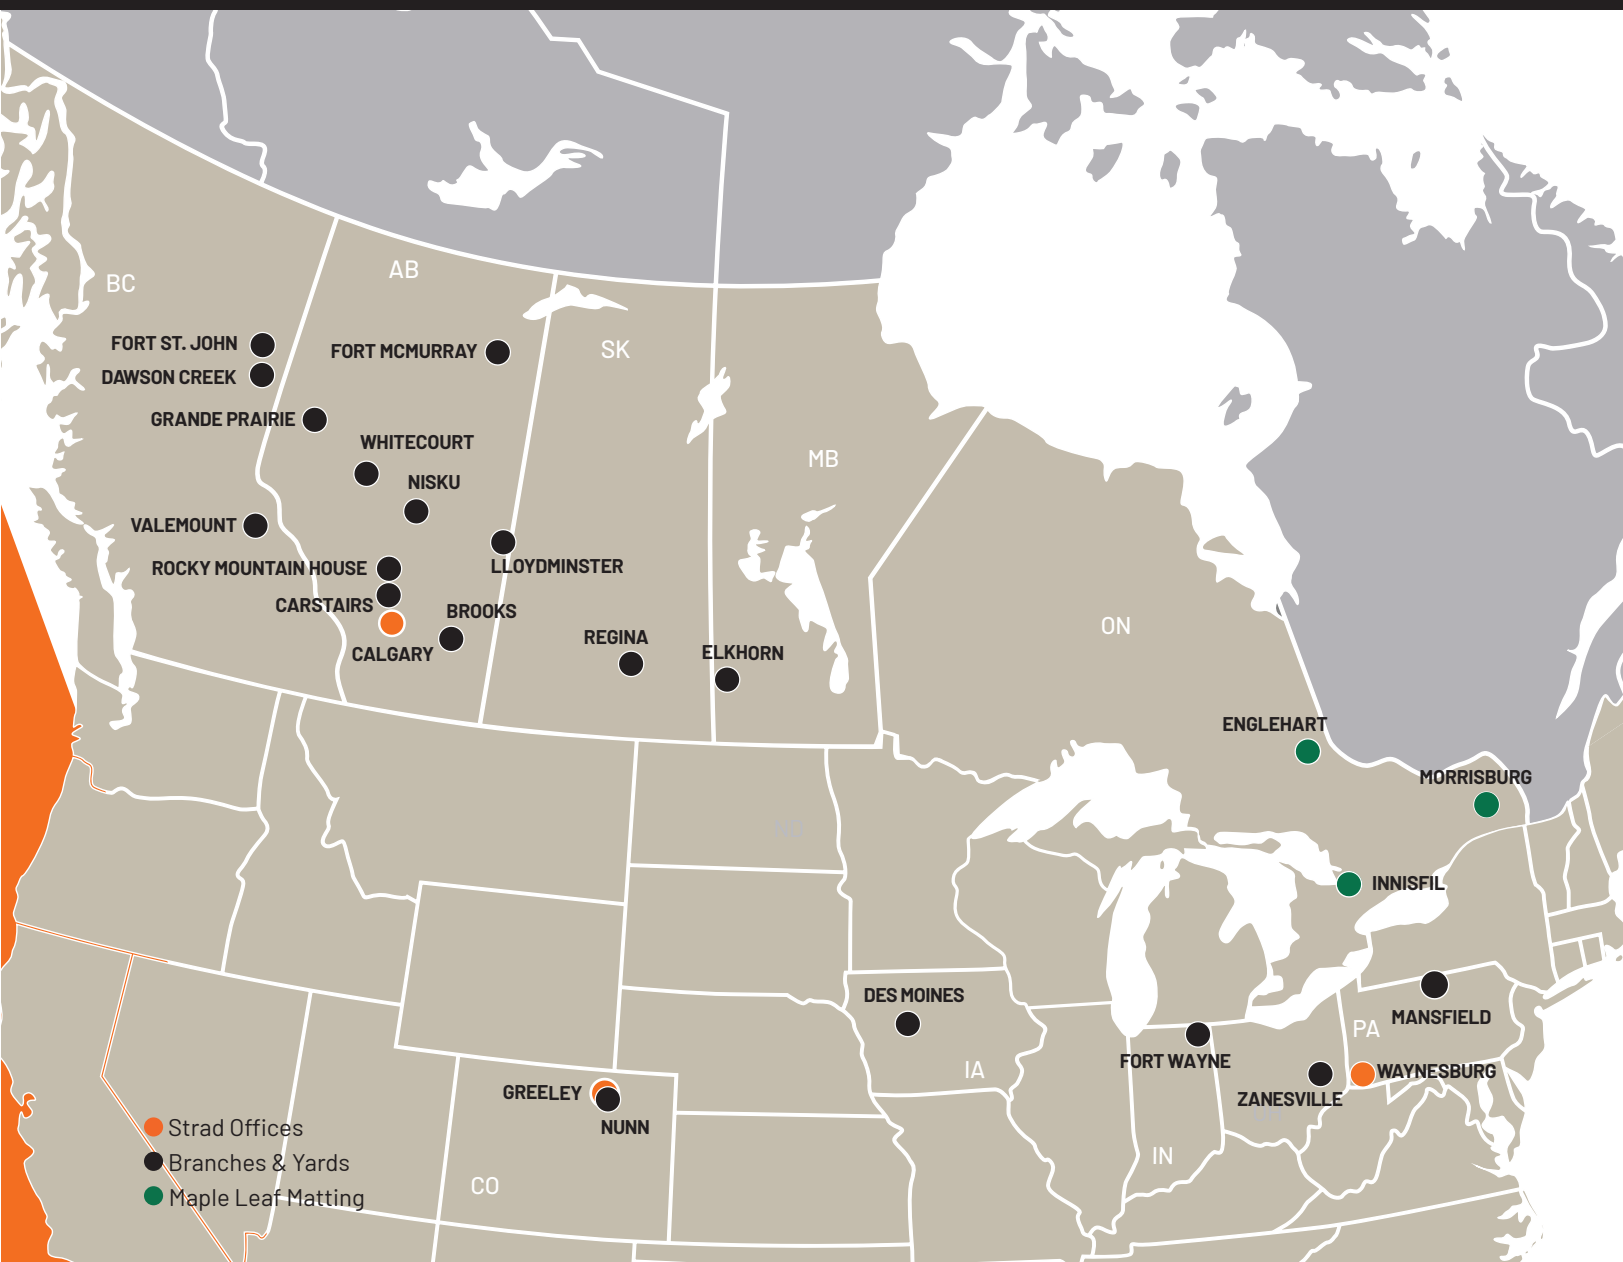 BC
AB
SK
FORT ST. JOHN
FORT MCMURRAY
DAWSON CREEK
GRANDE PRAIRIE
WHITECOURT
MB
NISKU
VALEMOUNT
LLOYDMINSTER
ROCKY MOUNTAIN HOUSE
CARSTAIRS
BROOKS
ON
REGINA
CALGARY
ELKHORN
ENGLEHART
MORRISBURG
INNISFIL
DES MOINES
MANSFIELD
PA
FORT WAYNE
IA
WAYNESBURG
GREELEY
ZANESVILLE
NUNN
IN
CO
Strad Offices
Branches & Yards
Maple Leaf Matting